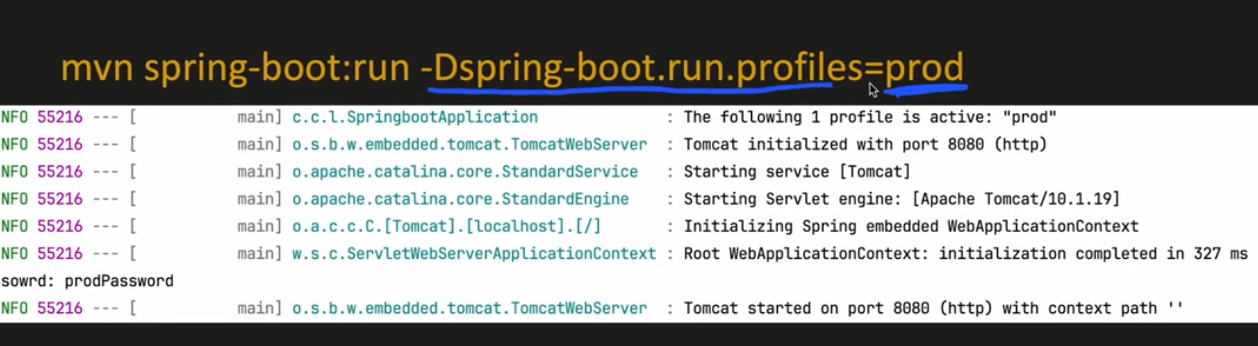 mvn spring-boot:run -Dspring-boot.run.profiles=prod
NFO 55216 --- [           main] c.c.l.SpringbootApplication              : The following 1 profile is active: "prod"
NFO 55216 --- [           main] o.s.b.w.embedded.tomcat.TomcatWebServer  : Tomcat initialized with port 8080 (http)
NFO 55216 --- [           main] o.apache.catalina.core.StandardService   : Starting service [Tomcat]
NFO 55216 --- [           main] o.apache.catalina.core.StandardEngine    : Starting Servlet engine: [Apache Tomcat/10.1.19]
NFO 55216 --- [           main] o.a.c.c.C.[Tomcat].[localhost].[/]       : Initializing Spring embedded WebApplicationContext
NFO 55216 --- [           main] w.s.c.ServletWebServerApplicationContext : Root WebApplicationContext: initialization completed in 327 ms
sowrd: prodPassword
NFO 55216 --- [           main] o.s.b.w.embedded.tomcat.TomcatWebServer  : Tomcat started on port 8080 (http) with context path ''